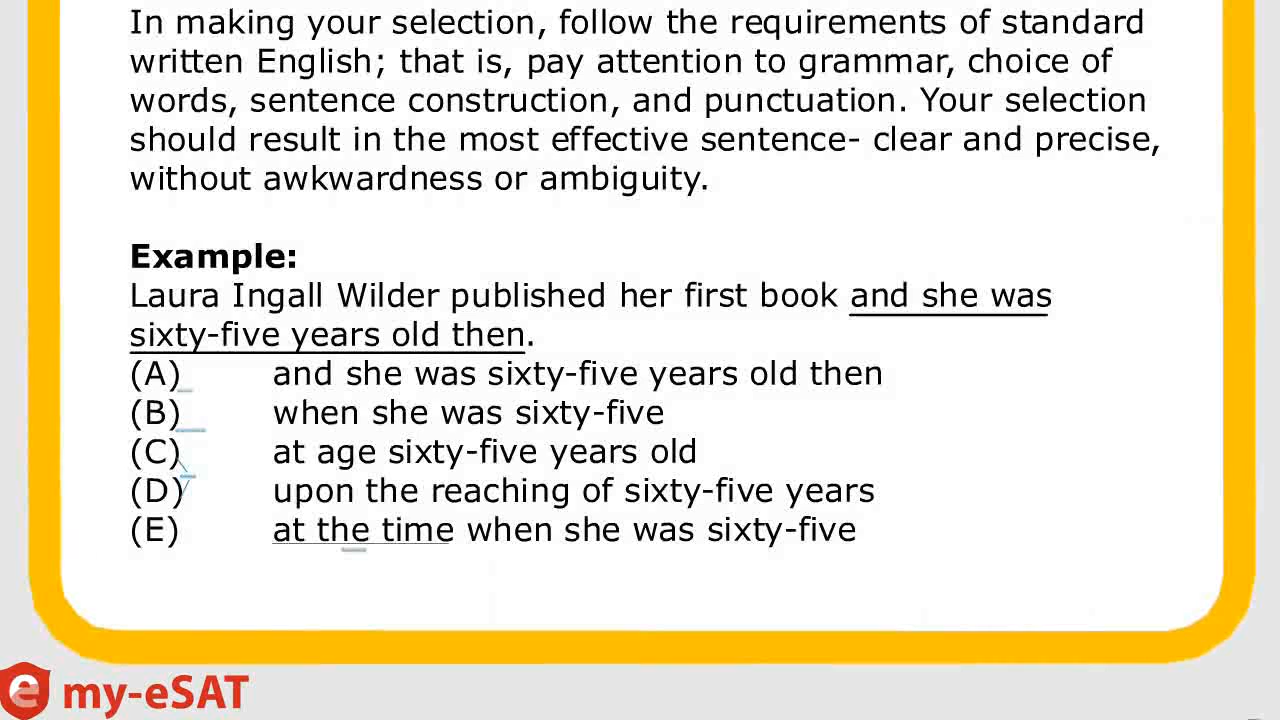 In making your selection, follow the requirements of standard
written English; that is, pay attention to grammar, choice of
words, sentence construction, and punctuation. Your selection
should result in the most effective sentence- clear and precise,
without awkwardness or ambiguity.
Example:
Laura Ingall Wilder published her first book and she was
sixty-five years old then.
(A) and she was sixty-five years old then
(B) when she was sixty-five
(C) at age sixty-five years old
(D) upon the reaching of sixty-five years
(E) at the time when she was sixty-five
e my-eSAT